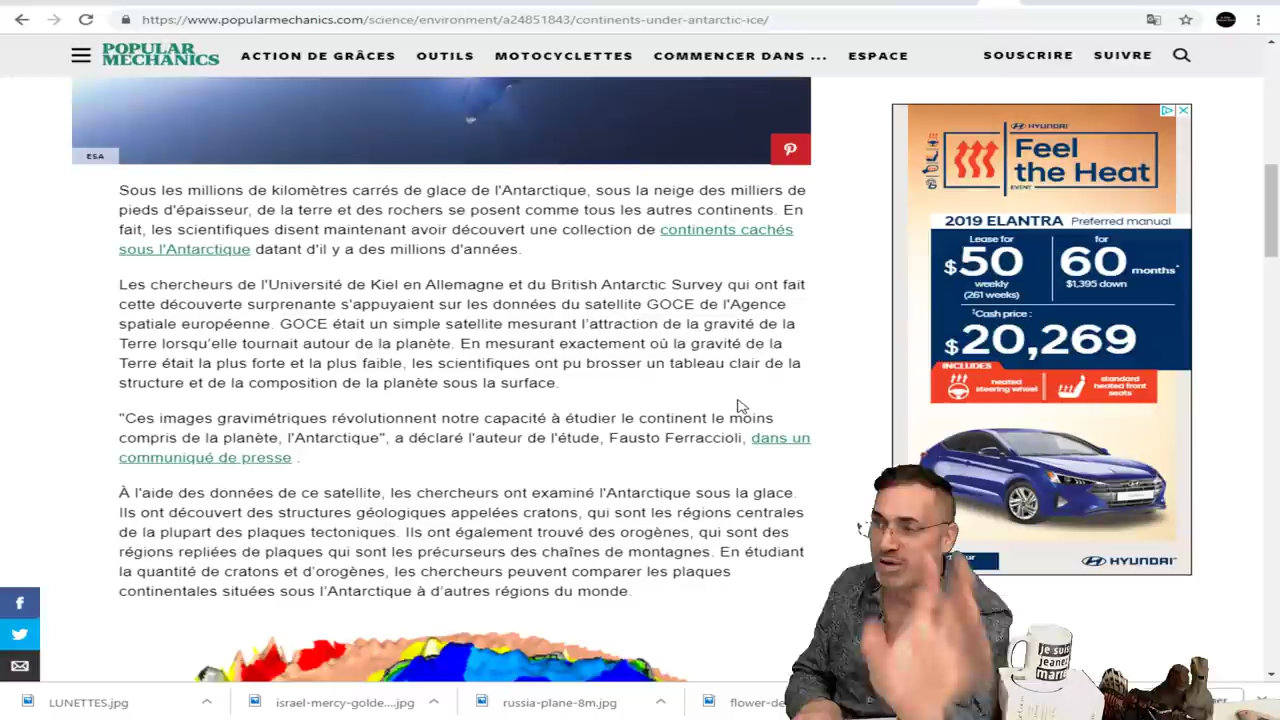 https://www.popularmechanics.com/science/environment/a24851843/continents-under-antarctic-ice/
POPULAR
MECHANICS
ACTION DE GRÂCES OUTILS MOTOCYCLETTES COMMENCER DANS ... ESPACE SOUSCRIRE SUIVRE
ESA
Sous les millions de kilomètres carrés de glace de l'Antarctique, sous la neige des milliers de
pieds d'épaisseur, de la terre et des rochers se posent comme tous les autres continents. En
fait, les scientifiques disent maintenant avoir découvert une collection de continents cachés
sous l'Antarctique datant d'il y a des millions d'années.
Les chercheurs de l'Université de Kiel en Allemagne et du British Antarctic Survey qui ont fait
cette découverte surprenante s'appuyaient sur les données du satellite GOCE de l'Agence
spatiale européenne. GOCE était un simple satellite mesurant l'attraction de la gravité de la
Terre lorsqu'elle tournait autour de la planète. En mesurant exactement où la gravité de la
Terre était la plus forte et la plus faible, les scientifiques ont pu brosser un tableau clair de la
structure et de la composition de la planète sous la surface.
"Ces images gravimétriques révolutionnent notre capacité à étudier le continent le moins
compris de la planète, l'Antarctique", a déclaré l'auteur de l'étude, Fausto Ferraccioli, dans un
communiqué de presse .
À l'aide des données de ce satellite, les chercheurs ont examiné l'Antarctique sous la glace.
Ils ont découvert des structures géologiques appelées cratons, qui sont les régions centrales
de la plupart des plaques tectoniques. Ils ont également trouvé des orogènes, qui sont des
régions repliées de plaques qui sont les précurseurs des chaînes de montagnes. En étudiant
la quantité de cratons et d'orogènes, les chercheurs peuvent comparer les plaques
continentales situées sous l'Antarctique à d'autres régions du monde.
HYUNDAI
Feel
the Heat
EVENT
2019 ELANTRA Preferred manual
Lease for
$50
weekly
(261 weeks)
for
60
months*
$1,395 down
‡Cash price :
$20,269
INCLUDES
heated
steering wheel
standard
heated front
seats
HYUNDAI
je suis
LUNETTES.jpg
israel-mercy-golde....jpg
russia-plane-8m.jpg
flower-de